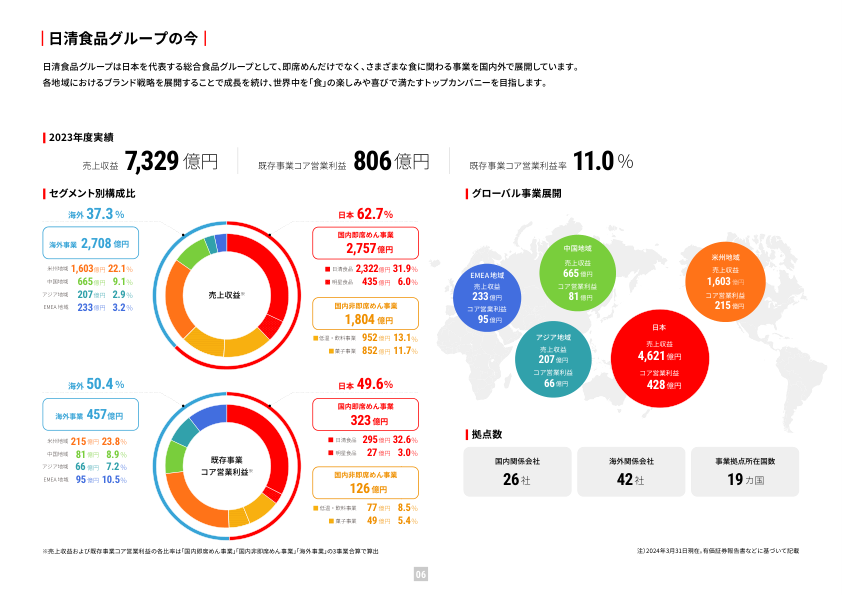 日清食品グループの今
日清食品グループは日本を代表する総合食品グループとして、即席めんだけでなく、さまざまな食に関わる事業を国内外で展開しています。
各地域におけるブランド戦略を展開することで成長を続け、世界中を「食」の楽しみや喜びで満たすトップカンパニーを目指します。
2023年度実績
売上収益 7,329 億円
既存事業コア営業利益 806 億円
既存事業コア営業利益率 11.0 %
セグメント別構成比
海外 37.3 %
海外事業 2,708 億円
米州地域 1,603億円 22.1%
中国地域 665億円 9.1%
アジア地域 207億円 2.9%
EMEA地域 233億円 3.2%
売上収益※
日本 62.7%
国内即席めん事業
2,757億円
日清食品 2,322億円 31.9%
明星食品 435億円 6.0%
国内非即席めん事業
1,804 億円
低温・飲料事業 952億円 13.1%
菓子事業 852億円 11.7%
海外 50.4 %
海外事業 457億円
米州地域 215億円 23.8%
中国地域 81億円 8.9%
アジア地域 66億円 7.2%
EMEA地域 95億円 10.5%
既存事業
コア営業利益※
日本 49.6%
国内即席めん事業
323億円
日清食品 295億円 32.6%
明星食品 27億円 3.0%
国内非即席めん事業
126億円
低温・飲料事業 77億円 8.5%
菓子事業 49億円 5.4%
※売上収益および既存事業コア営業利益の各比率は「国内即席めん事業」「国内非即席めん事業」「海外事業」の3事業合算で算出
グローバル事業展開
EMEA地域
売上収益
233億円
コア営業利益
95億円
中国地域
売上収益
665億円
コア営業利益
81億円
アジア地域
売上収益
207億円
コア営業利益
66億円
日本
売上収益
4,621億円
コア営業利益
428億円
米州地域
売上収益
1,603億円
コア営業利益
215億円
拠点数
国内関係会社
26社
海外関係会社
42社
事業拠点所在国数
19カ国
注)2024年3月31日現在。有価証券報告書などに基づいて記載
06